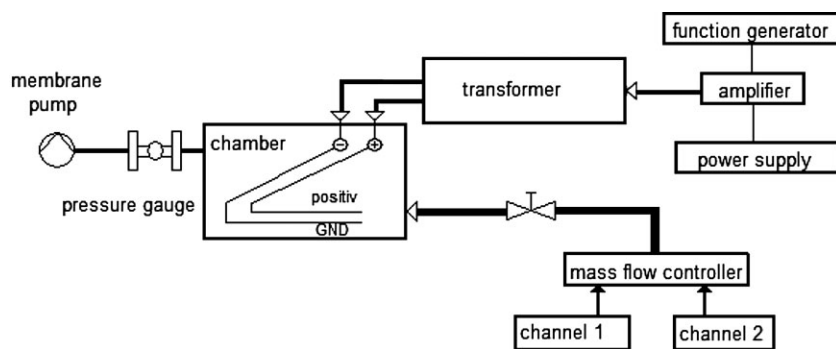 function generator
membrane
pump
transformer
amplifier
chamber
− +
power supply
pressure gauge
positiv
GND
mass flow controller
channel 1
channel 2